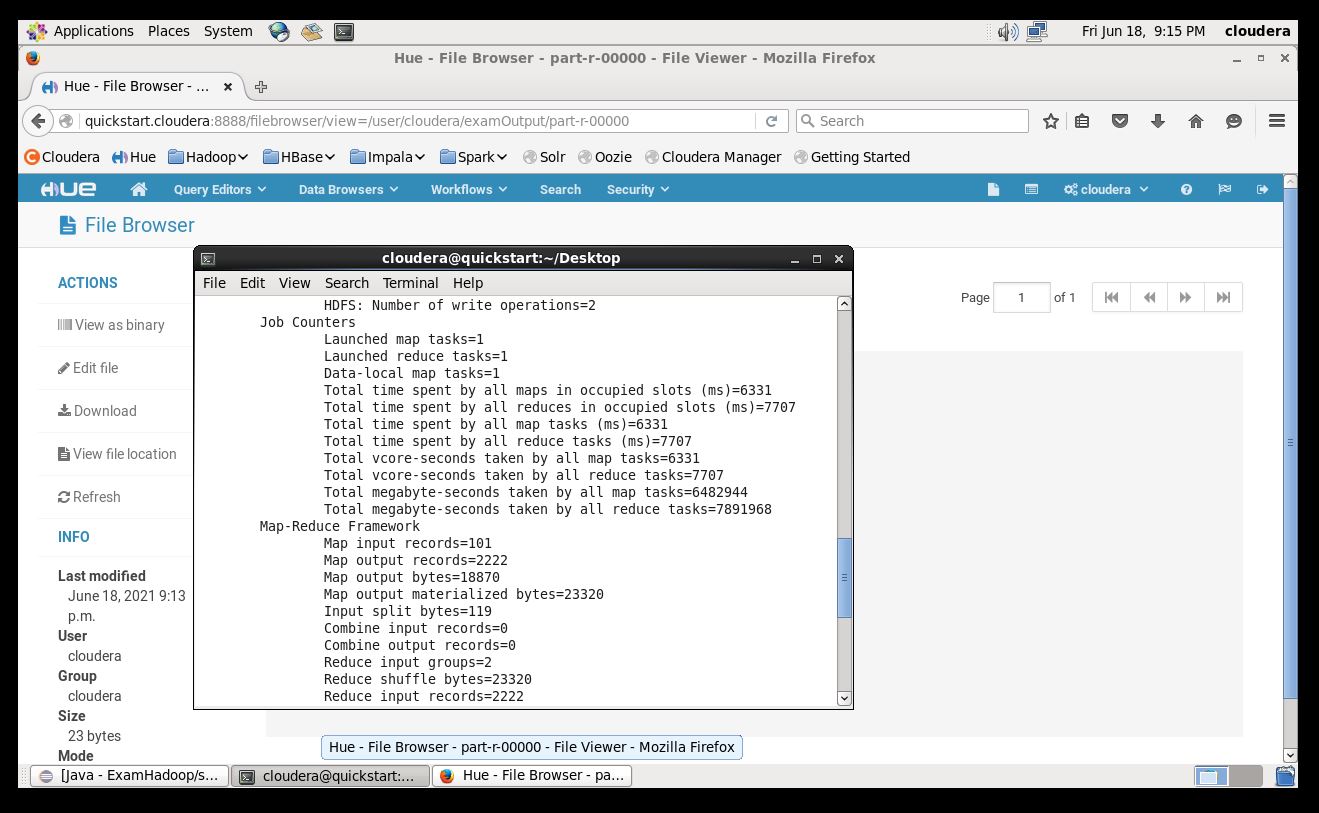 Applications Places System Fri Jun 18, 9:15 PM cloudera
Hue - File Browser - part-r-00000 - File Viewer - Mozilla Firefox
Hue - File Browser - ...
quickstart.cloudera:8888/filebrowser/view=/user/cloudera/examOutput/part-r-00000 Search
Cloudera Hue Hadoop HBase Impala Spark Solr Oozie Cloudera Manager Getting Started
HUE Query Editors Data Browsers Workflows Search Security cloudera
File Browser
cloudera@quickstart:~/Desktop
File Edit View Search Terminal Help
ACTIONS
View as binary
Edit file
Download
View file location
Refresh
INFO
Last modified
June 18, 2021 9:13
p.m.
User
cloudera
Group
cloudera
Size
23 bytes
Mode
Page 1 of 1
HDFS: Number of write operations=2
Job Counters
Launched map tasks=1
Launched reduce tasks=1
Data-local map tasks=1
Total time spent by all maps in occupied slots (ms)=6331
Total time spent by all reduces in occupied slots (ms)=7707
Total time spent by all map tasks (ms)=6331
Total time spent by all reduce tasks (ms)=7707
Total vcore-seconds taken by all map tasks=6331
Total vcore-seconds taken by all reduce tasks=7707
Total megabyte-seconds taken by all map tasks=6482944
Total megabyte-seconds taken by all reduce tasks=7891968
Map-Reduce Framework
Map input records=101
Map output records=2222
Map output bytes=18870
Map output materialized bytes=23320
Input split bytes=119
Combine input records=0
Combine output records=0
Reduce input groups=2
Reduce shuffle bytes=23320
Reduce input records=2222
Hue - File Browser - part-r-00000 - File Viewer - Mozilla Firefox
[Java - ExamHadoop/s... cloudera@quickstart:... Hue - File Browser - pa...